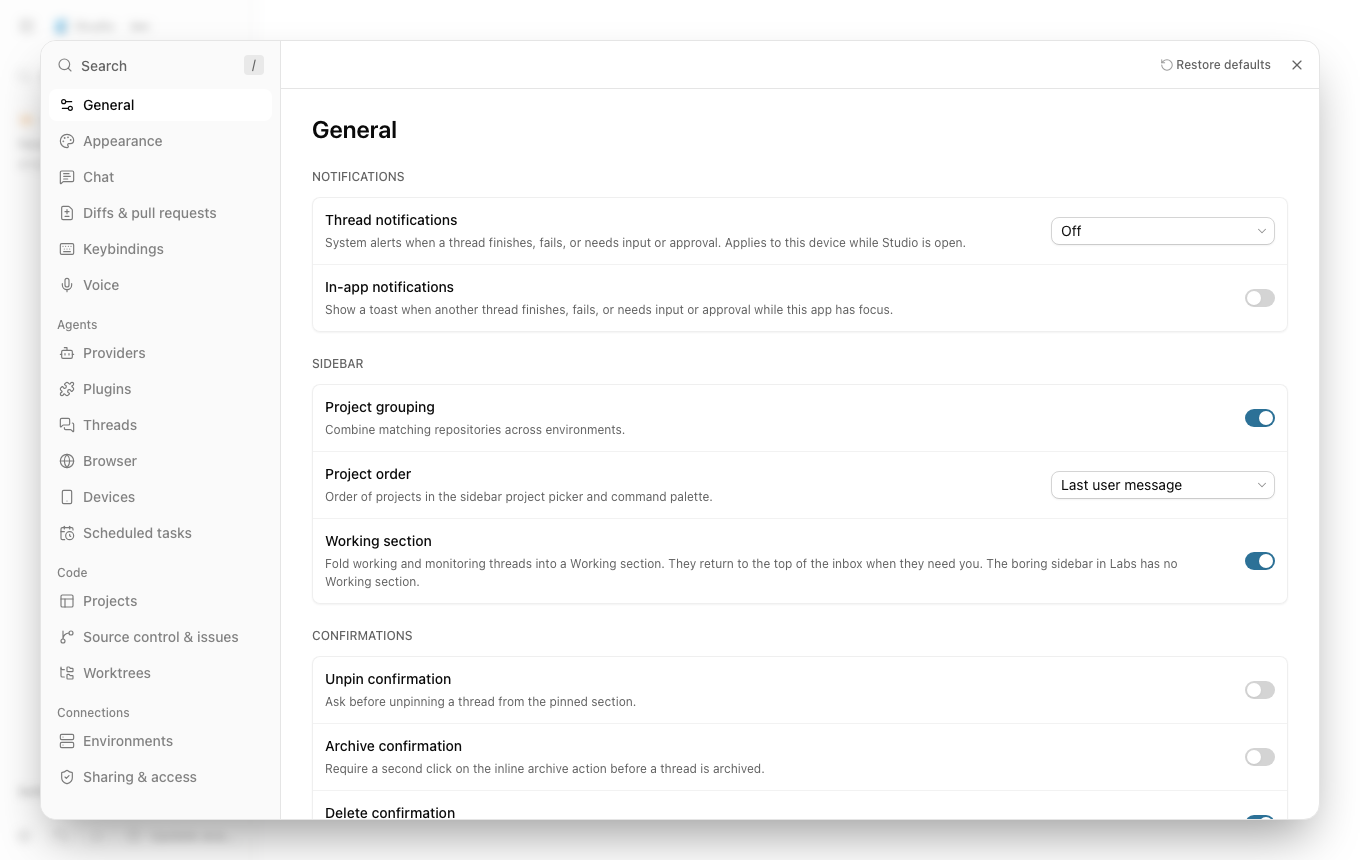 Search
/
Restore defaults
General
Appearance
Chat
Diffs & pull requests
Keybindings
Voice
Agents
Providers
Plugins
Threads
Browser
Devices
Scheduled tasks
Code
Projects
Source control & issues
Worktrees
Connections
Environments
Sharing & access
General
NOTIFICATIONS
Thread notifications
System alerts when a thread finishes, fails, or needs input or approval. Applies to this device while Studio is open.
Off
In-app notifications
Show a toast when another thread finishes, fails, or needs input or approval while this app has focus.
SIDEBAR
Project grouping
Combine matching repositories across environments.
Project order
Order of projects in the sidebar project picker and command palette.
Last user message
Working section
Fold working and monitoring threads into a Working section. They return to the top of the inbox when they need you. The boring sidebar in Labs has no
Working section.
CONFIRMATIONS
Unpin confirmation
Ask before unpinning a thread from the pinned section.
Archive confirmation
Require a second click on the inline archive action before a thread is archived.
Delete confirmation